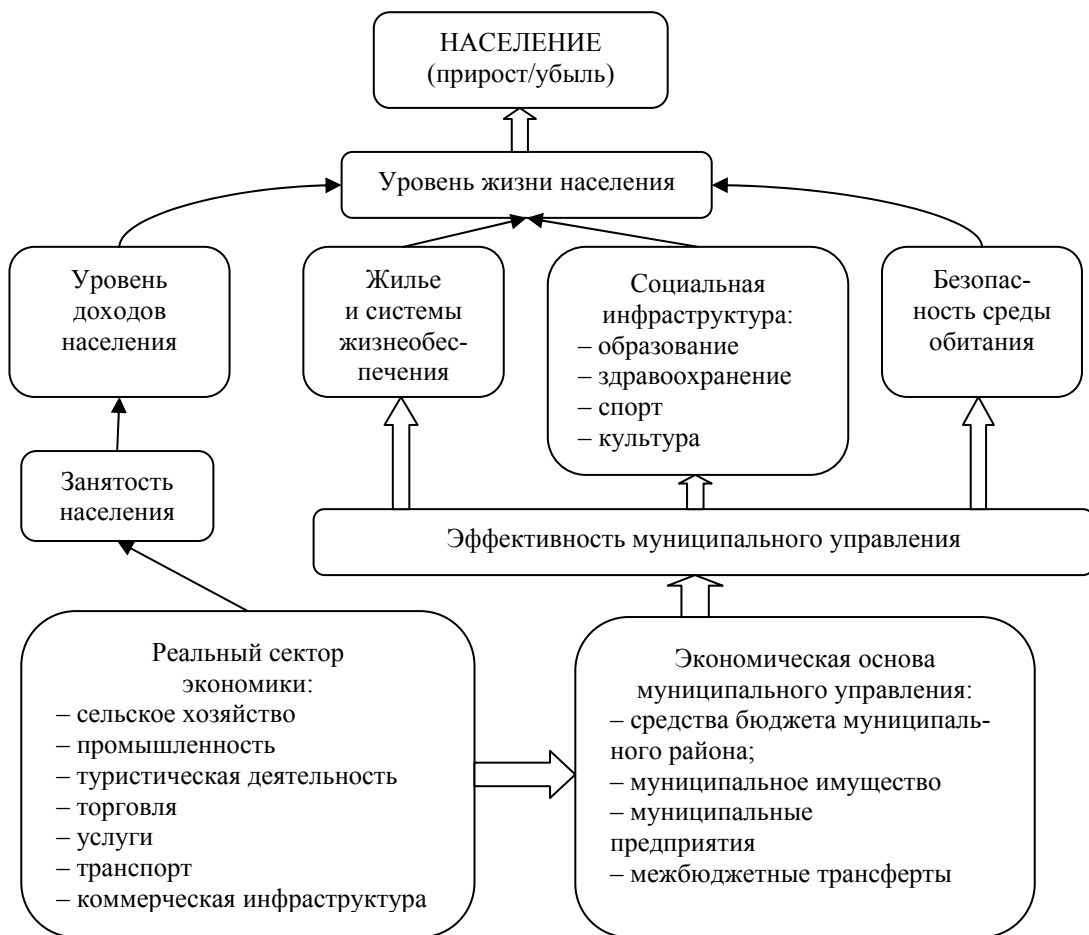 НАСЕЛЕНИЕ
(прирост/убыль)
Уровень жизни населения
Уровень
доходов
населения
Жилье
и системы
жизнеобес-
печения
Социальная
инфраструктура:
– образование
– здравоохранение
– спорт
– культура
Безопас-
ность среды
обитания
Занятость
населения
Эффективность муниципального управления
Реальный сектор
экономики:
– сельское хозяйство
– промышленность
– туристическая деятельность
– торговля
– услуги
– транспорт
– коммерческая инфраструктура
Экономическая основа
муниципального управления:
– средства бюджета муниципаль-
ного района;
– муниципальное имущество
– муниципальные
предприятия
– межбюджетные трансферты